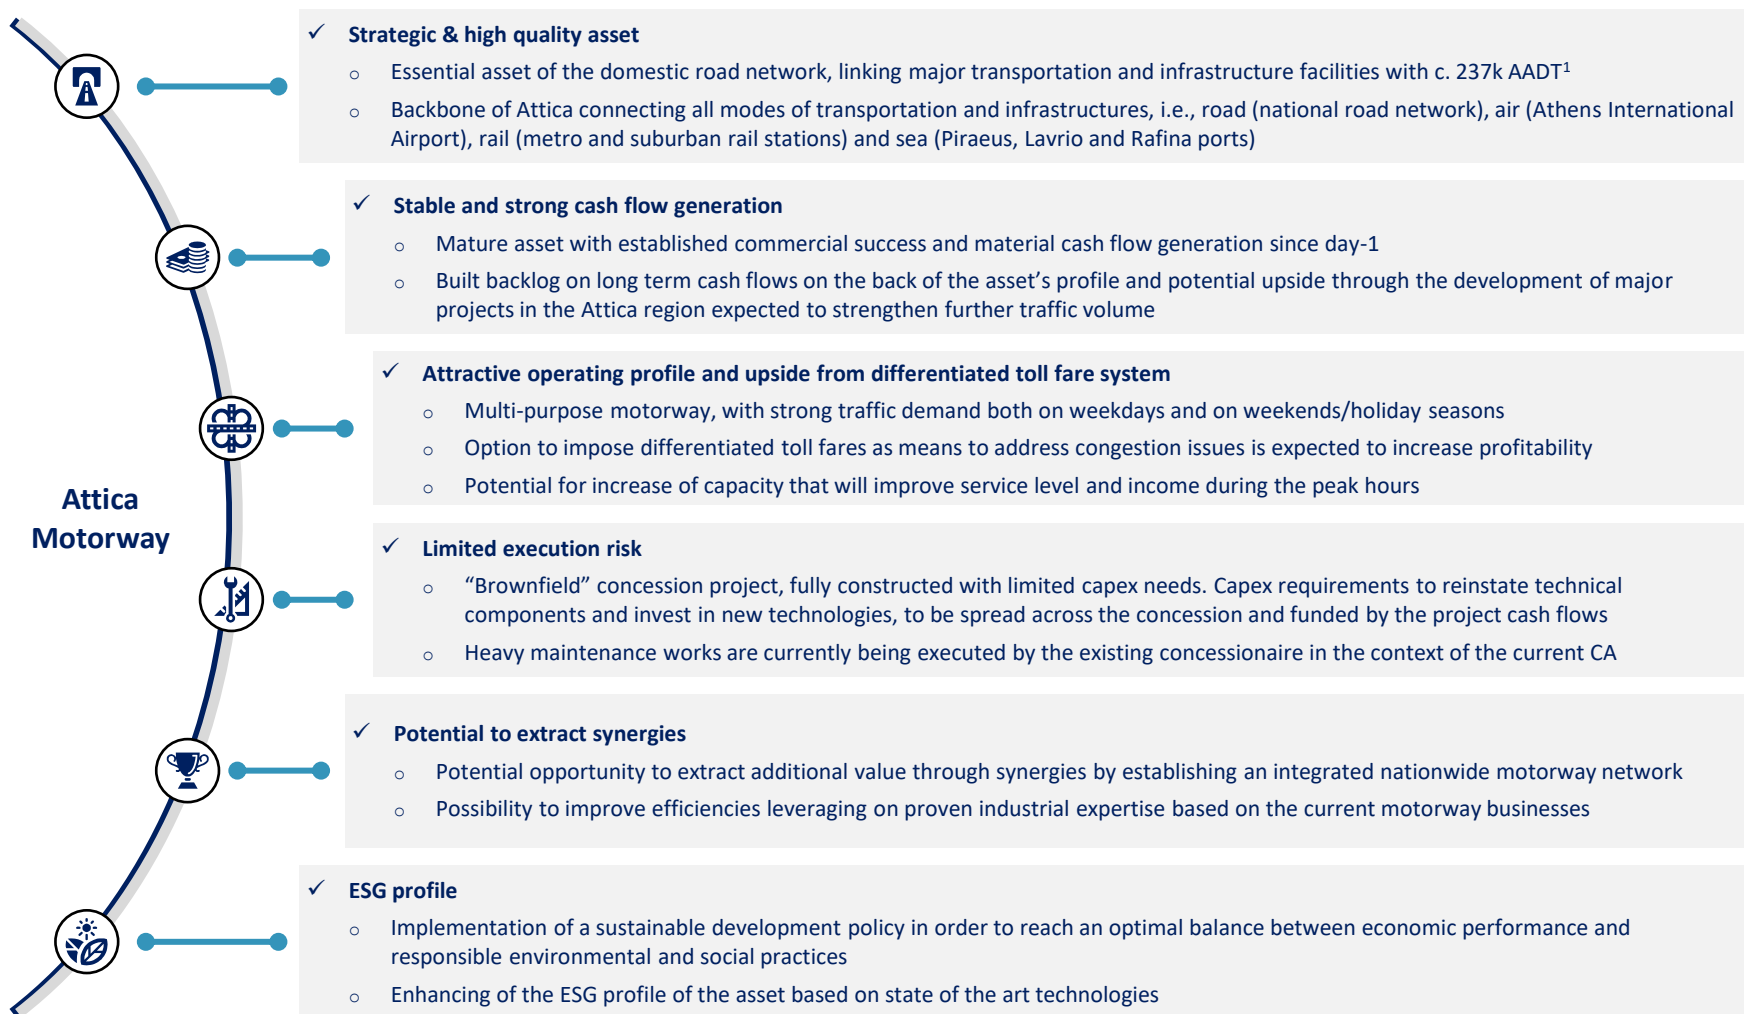 ✓ Strategic & high quality asset
o Essential asset of the domestic road network, linking major transportation and infrastructure facilities with c. 237k AADT¹
o Backbone of Attica connecting all modes of transportation and infrastructures, i.e., road (national road network), air (Athens International
Airport), rail (metro and suburban rail stations) and sea (Piraeus, Lavrio and Rafina ports)
✓ Stable and strong cash flow generation
o Mature asset with established commercial success and material cash flow generation since day-1
o Built backlog on long term cash flows on the back of the asset’s profile and potential upside through the development of major
projects in the Attica region expected to strengthen further traffic volume
✓ Attractive operating profile and upside from differentiated toll fare system
o Multi-purpose motorway, with strong traffic demand both on weekdays and on weekends/holiday seasons
o Option to impose differentiated toll fares as means to address congestion issues is expected to increase profitability
o Potential for increase of capacity that will improve service level and income during the peak hours
Attica
Motorway
✓ Limited execution risk
o “Brownfield” concession project, fully constructed with limited capex needs. Capex requirements to reinstate technical
components and invest in new technologies, to be spread across the concession and funded by the project cash flows
o Heavy maintenance works are currently being executed by the existing concessionaire in the context of the current CA
✓ Potential to extract synergies
o Potential opportunity to extract additional value through synergies by establishing an integrated nationwide motorway network
o Possibility to improve efficiencies leveraging on proven industrial expertise based on the current motorway businesses
✓ ESG profile
o Implementation of a sustainable development policy in order to reach an optimal balance between economic performance and
responsible environmental and social practices
o Enhancing of the ESG profile of the asset based on state of the art technologies